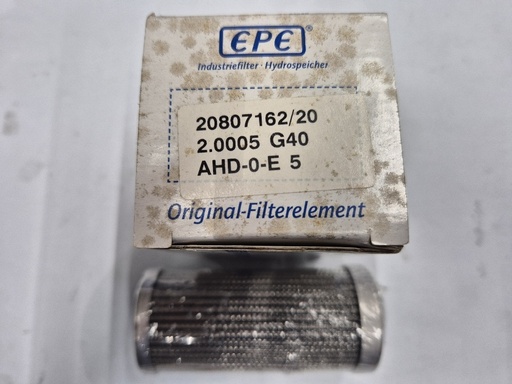 EPE
Industriefilter · Hydrospeicher
20807162/20
2.0005 G40
AHD-0-E 5
Original-Filterelement